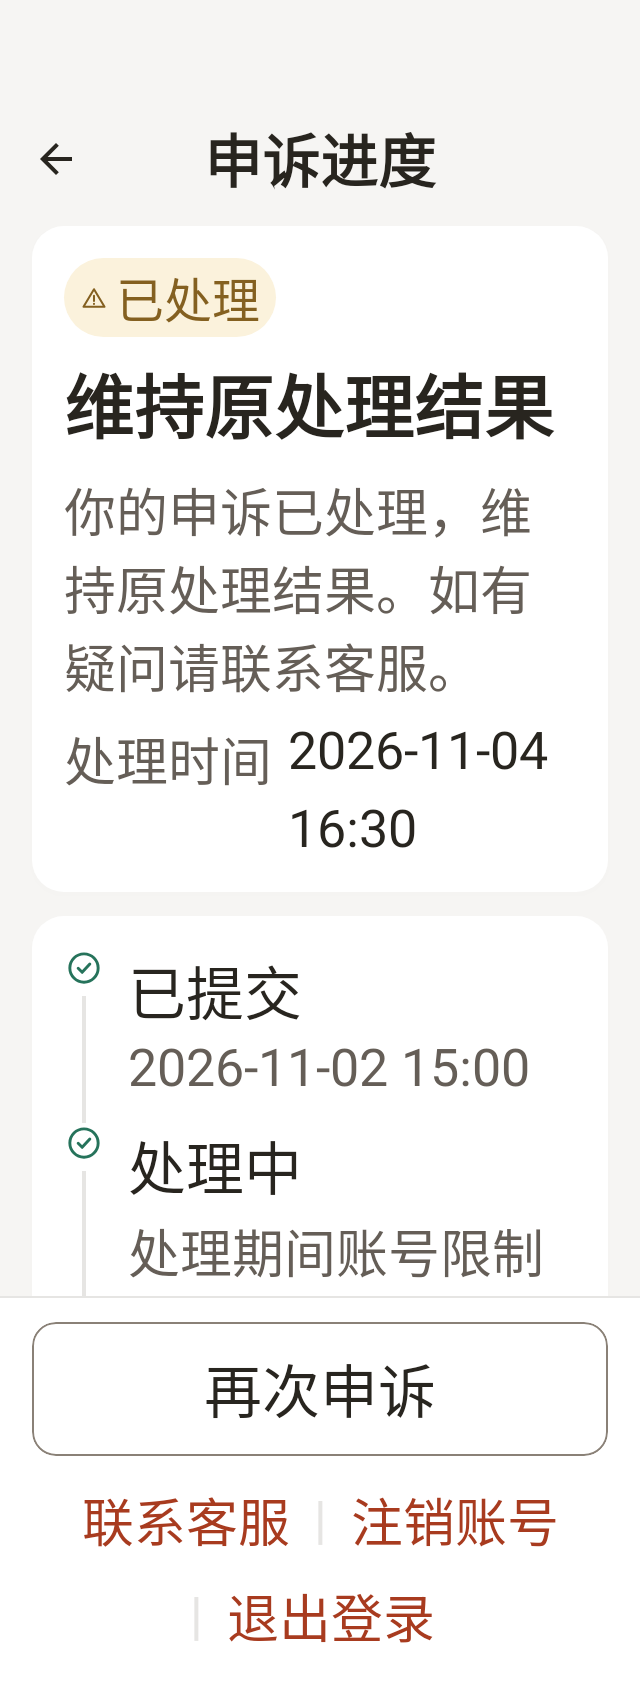 申诉进度
已处理
维持原处理结果
你的申诉已处理，维
持原处理结果。如有
疑问请联系客服。
处理时间 2026-11-04
16:30
已提交
2026-11-02 15:00
处理中
处理期间账号限制
再次申诉
联系客服 | 注销账号
| 退出登录